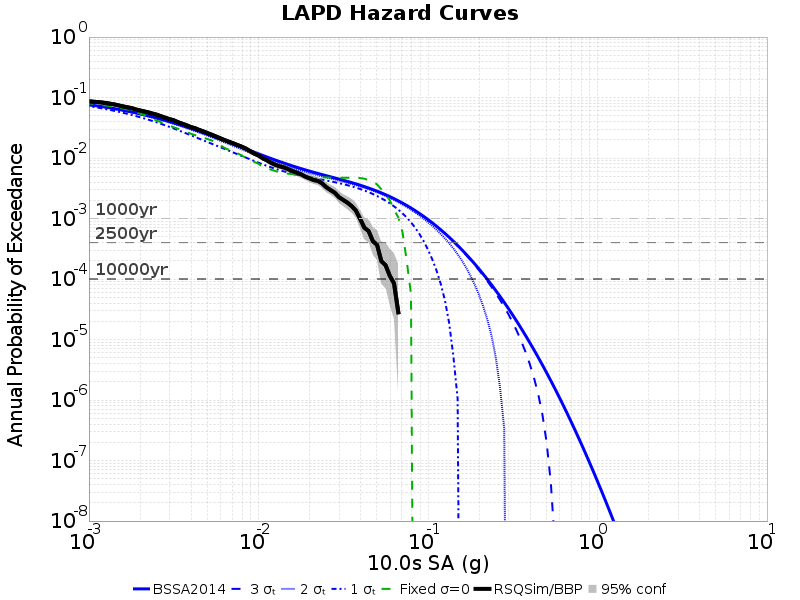 LAPD Hazard Curves
Annual Probability of Exceedance
10^0
10^-1
10^-2
10^-3
10^-4
10^-5
10^-6
10^-7
10^-8
1000yr
2500yr
10000yr
10^-3 10^-2 10^-1 10^0 10^1
10.0s SA (g)
BSSA2014 3 σₜ 2 σₜ 1 σₜ Fixed σ=0 RSQSim/BBP 95% conf